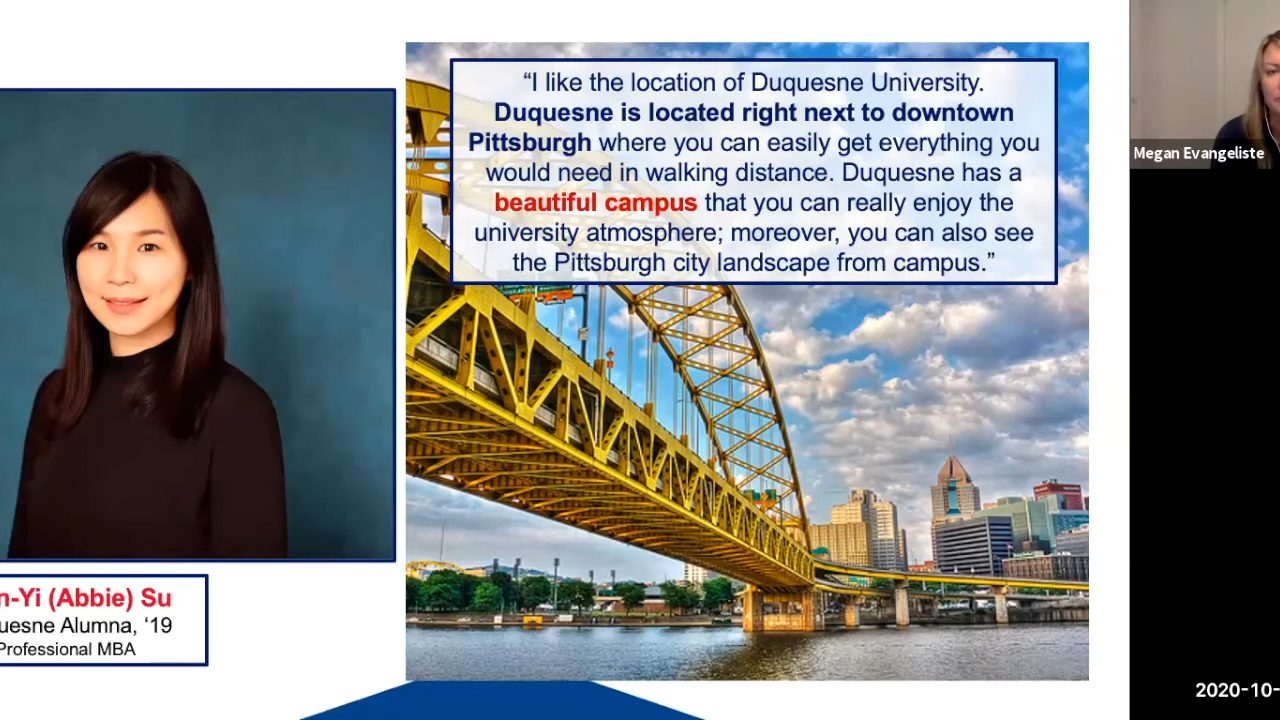 “I like the location of Duquesne University.
Duquesne is located right next to downtown
Pittsburgh where you can easily get everything you
would need in walking distance. Duquesne has a
beautiful campus that you can really enjoy the
university atmosphere; moreover, you can also see
the Pittsburgh city landscape from campus.”
Megan Evangeliste
n-Yi (Abbie) Su
uesne Alumna, ‘19
Professional MBA
2020-10-